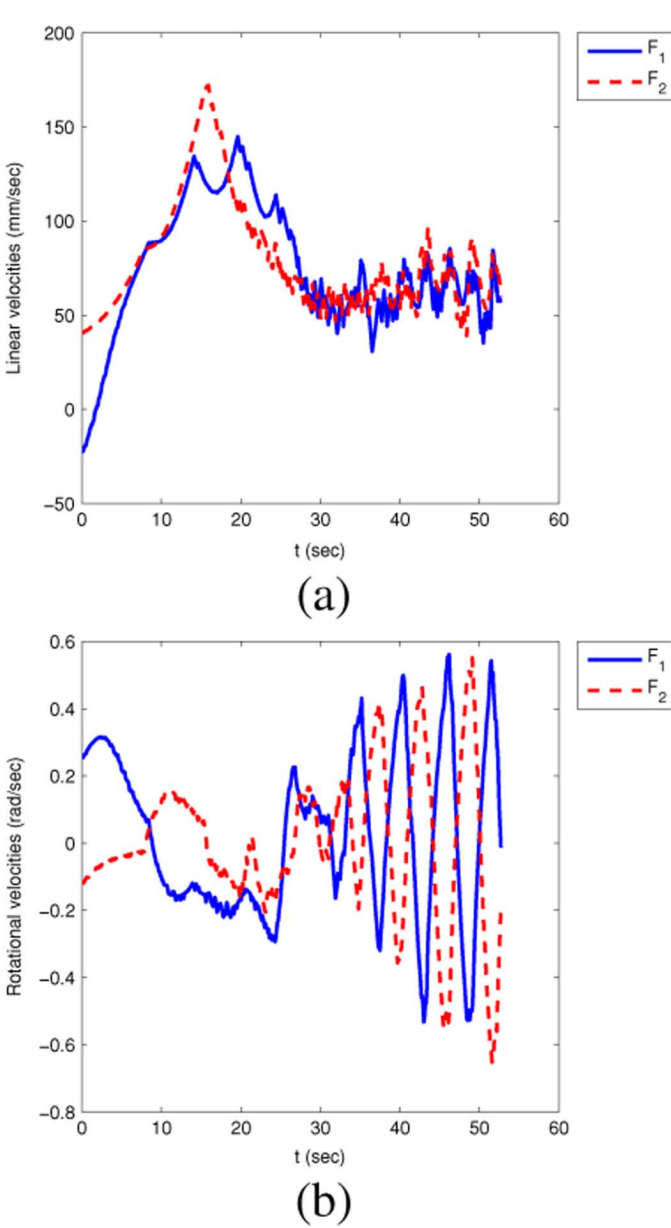 200
150
100
50
0
−50
Linear velocities (mm/sec)
0 10 20 30 40 50 60
t (sec)
F1
F2
(a)
0.6
0.4
0.2
0
−0.2
−0.4
−0.6
−0.8
Rotational velocities (rad/sec)
0 10 20 30 40 50 60
t (sec)
F1
F2
(b)